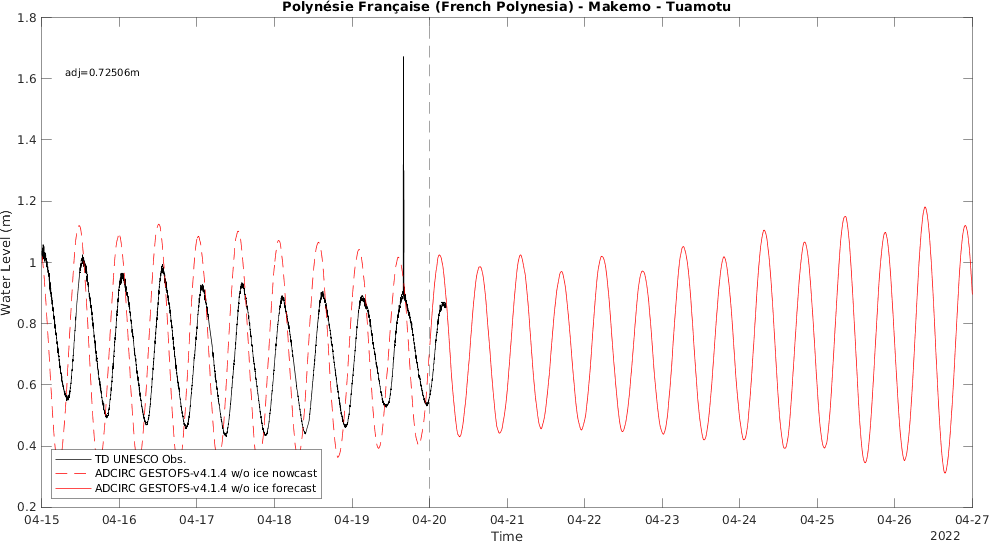 Polynésie Française (French Polynesia) - Makemo - Tuamotu
1.8
1.6
1.4
1.2
1
0.8
0.6
0.4
0.2
Water Level (m)
adj=0.72506m
TD UNESCO Obs.
ADCIRC GESTOFS-v4.1.4 w/o ice nowcast
ADCIRC GESTOFS-v4.1.4 w/o ice forecast
04-15 04-16 04-17 04-18 04-19 04-20 04-21 04-22 04-23 04-24 04-25 04-26 04-27
Time
2022